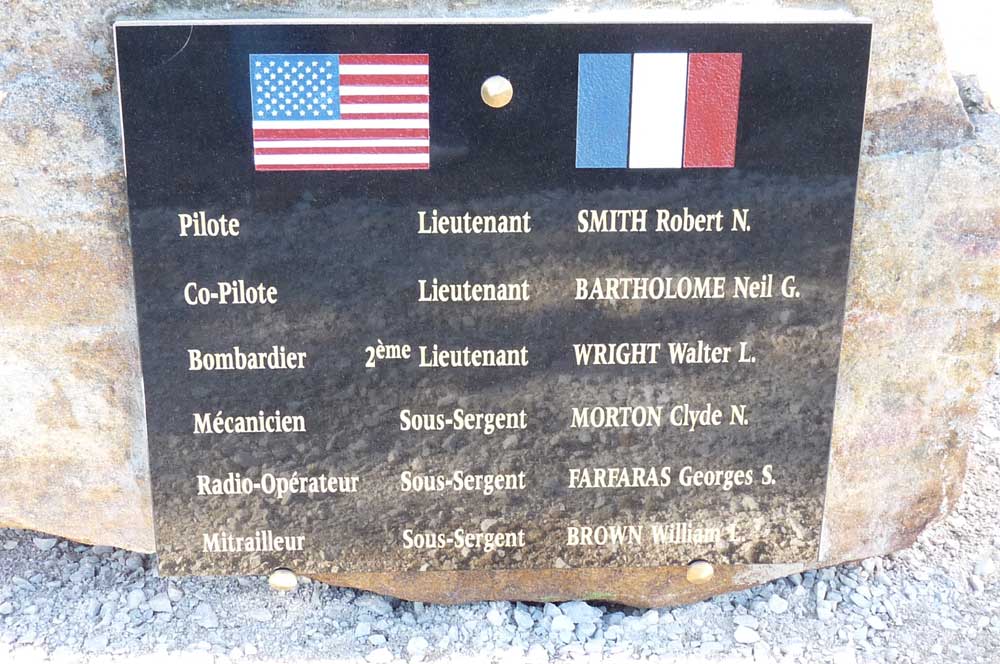 Pilote Lieutenant SMITH Robert N.
Co-Pilote Lieutenant BARTHOLOME Neil G.
Bombardier 2ème Lieutenant WRIGHT Walter L.
Mécanicien Sous-Sergent MORTON Clyde N.
Radio-Opérateur Sous-Sergent FARFARAS Georges S.
Mitrailleur Sous-Sergent BROWN William